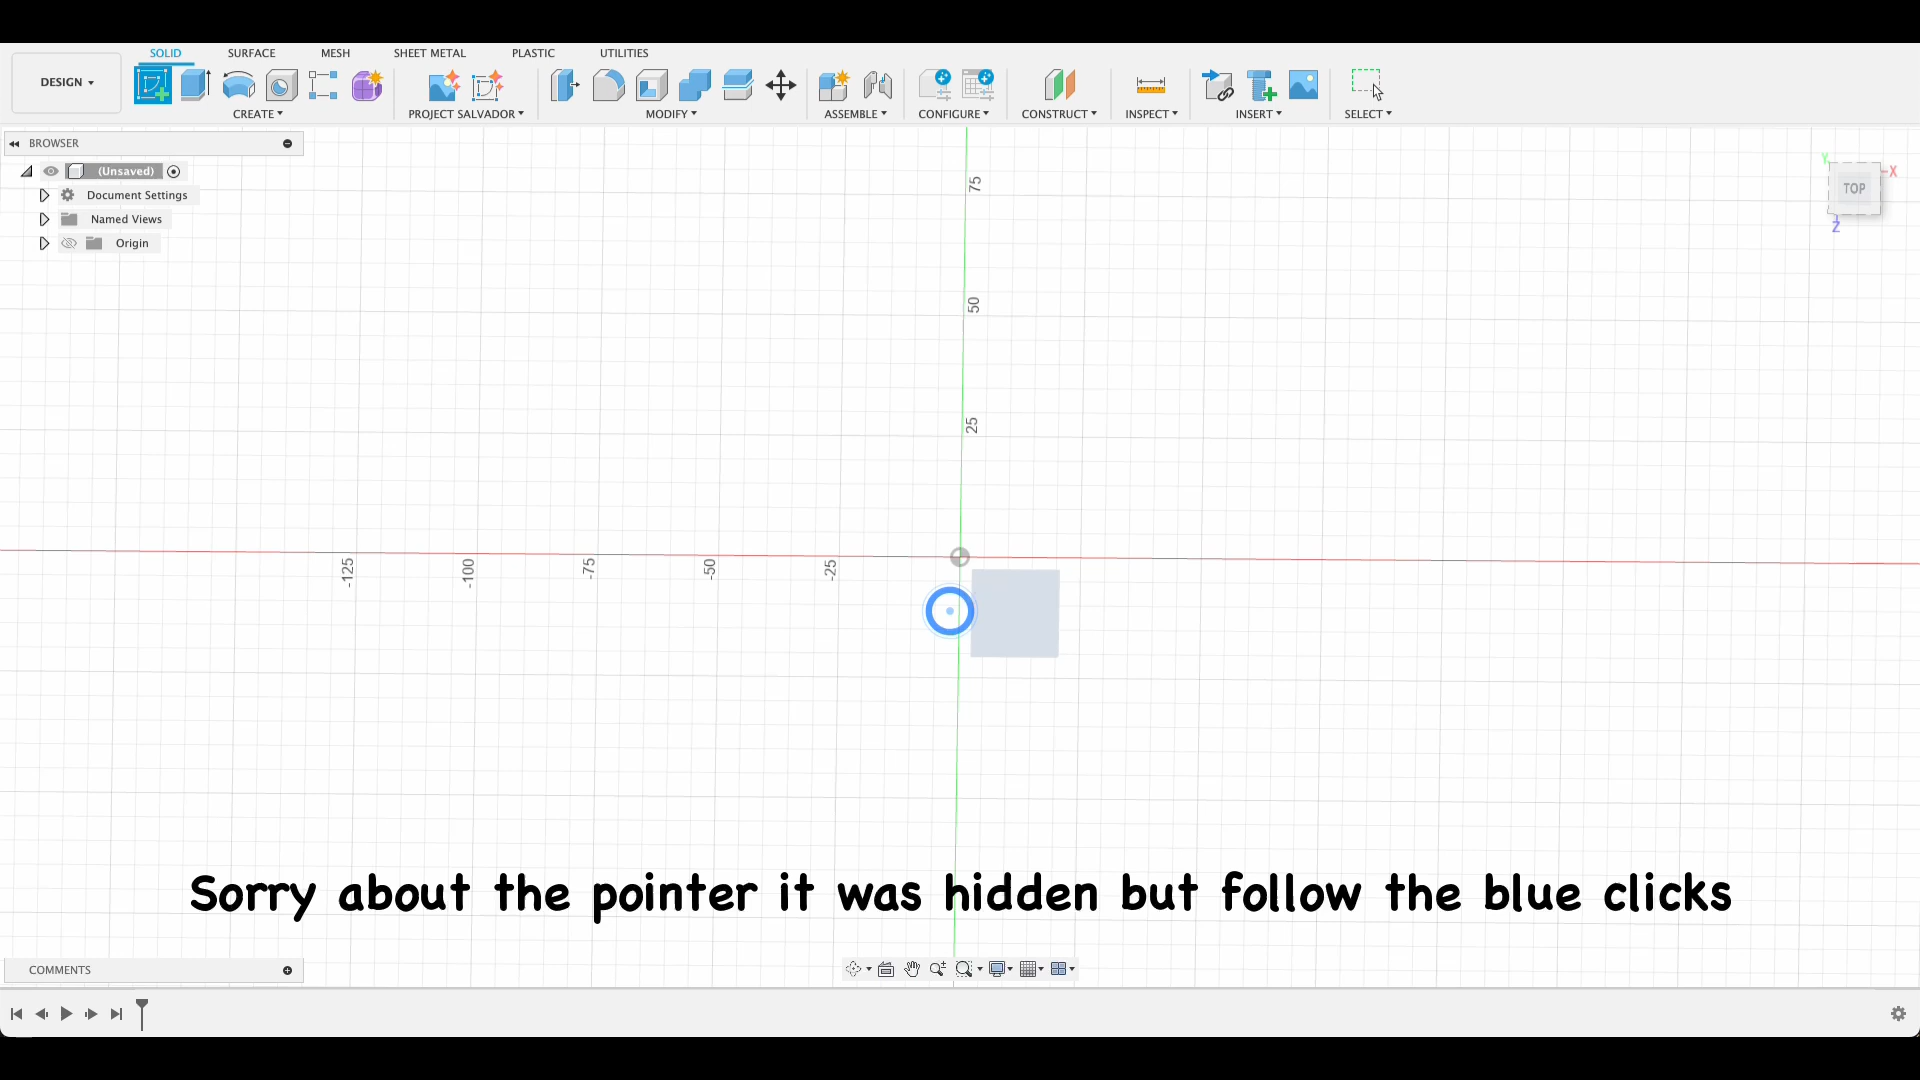 SOLID SURFACE MESH SHEET METAL PLASTIC UTILITIES
DESIGN
CREATE PROJECT SALVADOR MODIFY ASSEMBLE CONFIGURE CONSTRUCT INSPECT INSERT SELECT
BROWSER
(Unsaved)
Document Settings
Named Views
Origin
Y
X
TOP
Z
75
50
25
-125 -100 -75 -50 -25
Sorry about the pointer it was hidden but follow the blue clicks
COMMENTS